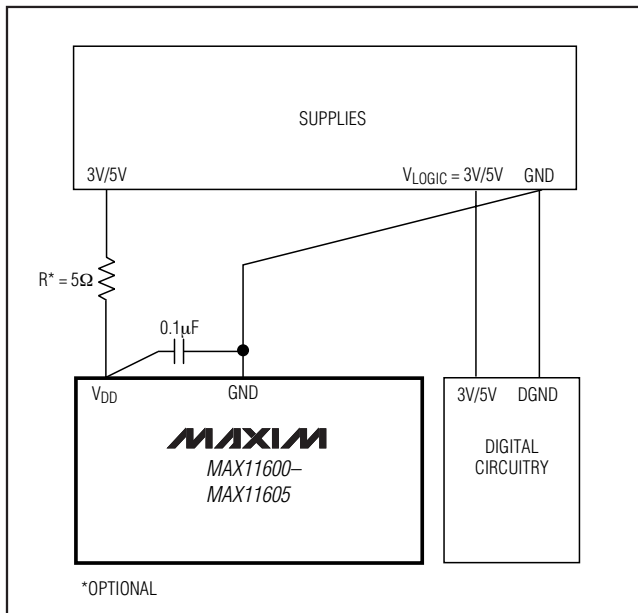 SUPPLIES
3V/5V
VLOGIC = 3V/5V
GND
R* = 5Ω
0.1μF
VDD
GND
3V/5V
DGND
MAXIM
MAX11600–
MAX11605
DIGITAL
CIRCUITRY
*OPTIONAL